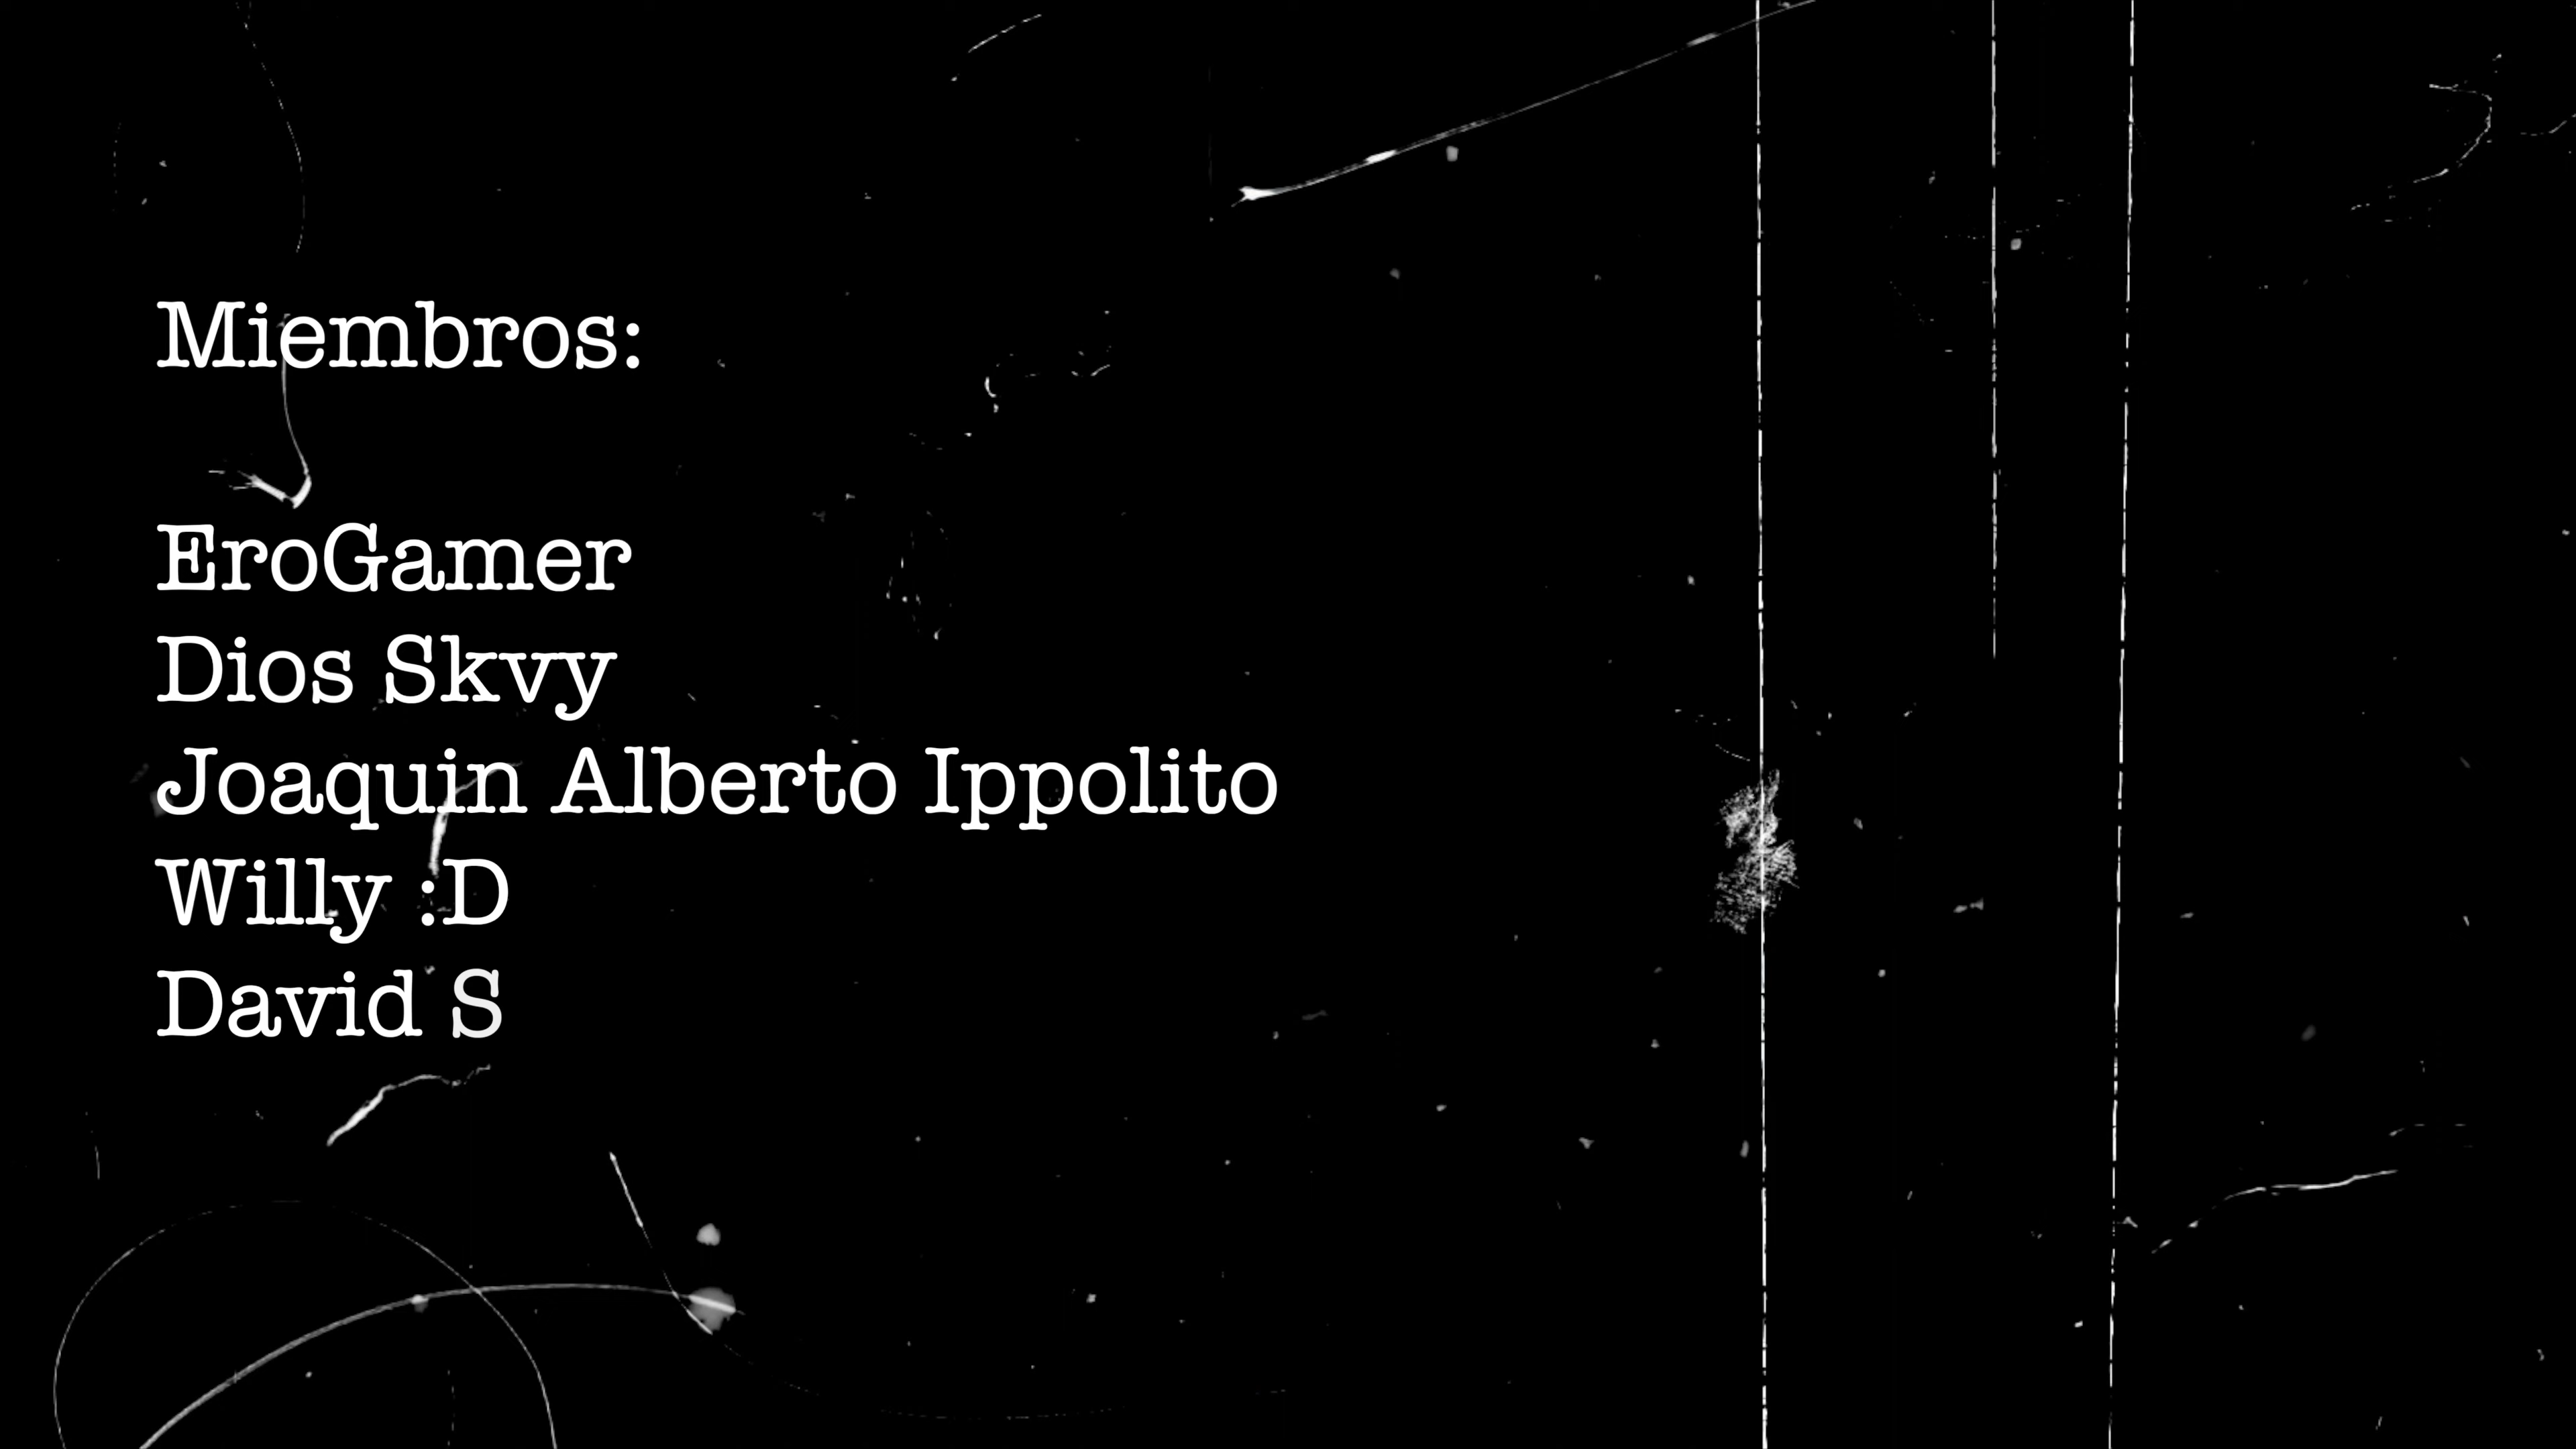 Miembros:
EroGamer
Dios Skvy
Joaquin Alberto Ippolito
Willy :D
David S